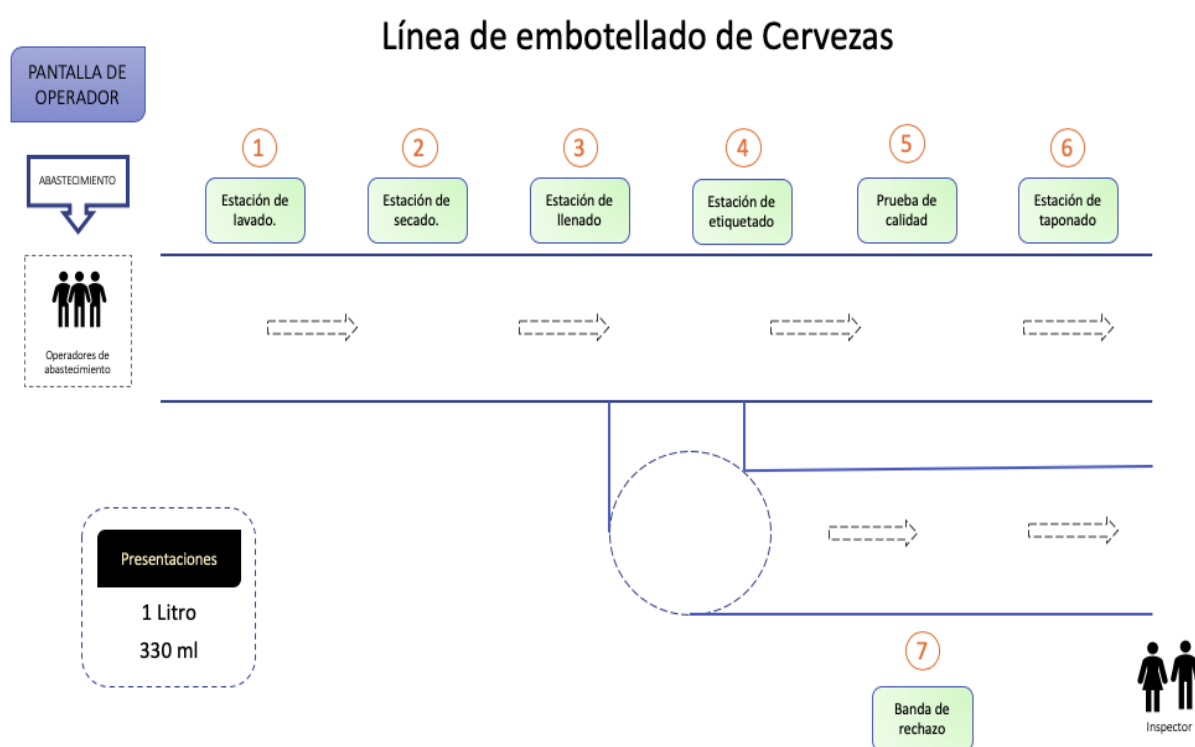 Línea de embotellado de Cervezas
PANTALLA DE
OPERADOR
ABASTECIMIENTO
Operadores de
abastecimiento
1
Estación de
lavado.
2
Estación de
secado.
3
Estación de
llenado
4
Estación de
etiquetado
5
Prueba de
calidad
6
Estación de
taponado
Presentaciones
1 Litro
330 ml
7
Banda de
rechazo
Inspector